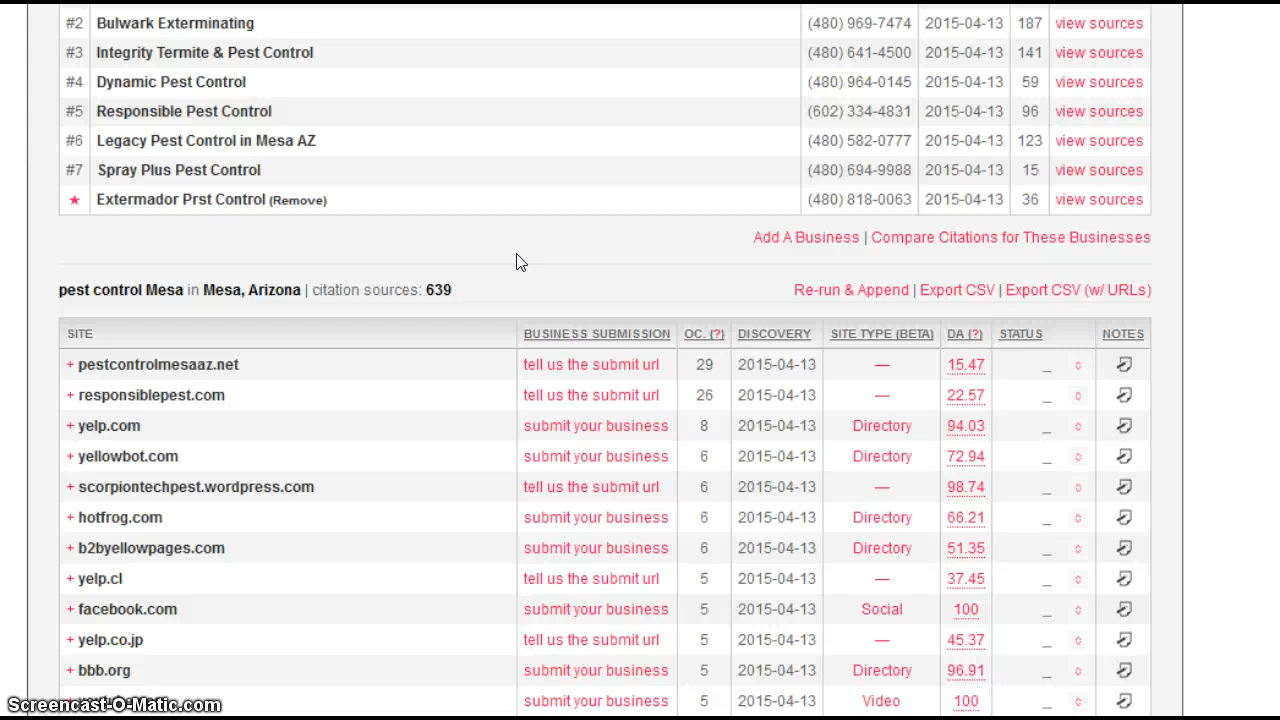 #2 Bulwark Exterminating (480) 969-7474 2015-04-13 187 view sources
#3 Integrity Termite & Pest Control (480) 641-4500 2015-04-13 141 view sources
#4 Dynamic Pest Control (480) 964-0145 2015-04-13 59 view sources
#5 Responsible Pest Control (602) 334-4831 2015-04-13 96 view sources
#6 Legacy Pest Control in Mesa AZ (480) 582-0777 2015-04-13 123 view sources
#7 Spray Plus Pest Control (480) 694-9988 2015-04-13 15 view sources
★ Extermador Prst Control (Remove) (480) 818-0063 2015-04-13 36 view sources
Add A Business | Compare Citations for These Businesses
pest control Mesa in Mesa, Arizona | citation sources: 639 Re-run & Append | Export CSV | Export CSV (w/ URLs)
SITE BUSINESS SUBMISSION OC. (?) DISCOVERY SITE TYPE (BETA) DA (?) STATUS NOTES
+ pestcontrolmesaaz.net tell us the submit url 29 2015-04-13 — 15.47 _
+ responsiblepest.com tell us the submit url 26 2015-04-13 — 22.57 _
+ yelp.com submit your business 8 2015-04-13 Directory 94.03 _
+ yellowbot.com submit your business 6 2015-04-13 Directory 72.94 _
+ scorpiontechpest.wordpress.com tell us the submit url 6 2015-04-13 — 98.74 _
+ hotfrog.com submit your business 6 2015-04-13 Directory 66.21 _
+ b2byellowpages.com submit your business 6 2015-04-13 Directory 51.35 _
+ yelp.cl tell us the submit url 5 2015-04-13 — 37.45 _
+ facebook.com submit your business 5 2015-04-13 Social 100 _
+ yelp.co.jp tell us the submit url 5 2015-04-13 — 45.37 _
+ bbb.org submit your business 5 2015-04-13 Directory 96.91 _
submit your business 5 2015-04-13 Video 100 _
Screencast-O-Matic.com